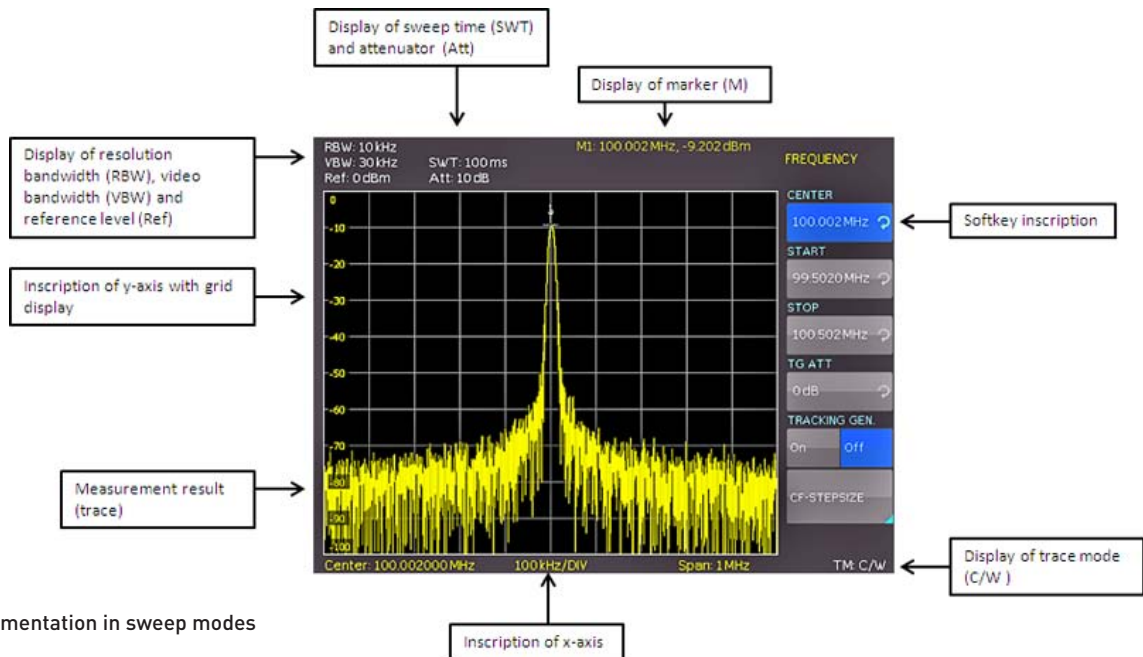 Display of sweep time (SWT)
and attenuator (Att)
Display of marker (M)
Display of resolution
bandwidth (RBW), video
bandwidth (VBW) and
reference level (Ref)
Inscription of y-axis with grid
display
Measurement result
(trace)
RBW: 10 kHz
VBW: 30 kHz
Ref: 0 dBm
SWT: 100 ms
Att: 10 dB
M1: 100.002 MHz, -9.202 dBm
0
-10
-20
-30
-40
-50
-60
-70
-80
-90
-100
Center: 100.002000 MHz
100 kHz/DIV
Span: 1 MHz
FREQUENCY
CENTER
100.002 MHz
START
99.5020 MHz
STOP
100.502 MHz
TG ATT
0 dB
TRACKING GEN.
On
Off
CF-STEPSIZE
TM: C/W
Softkey inscription
Display of trace mode
(C/W )
Inscription of x-axis
mentation in sweep modes